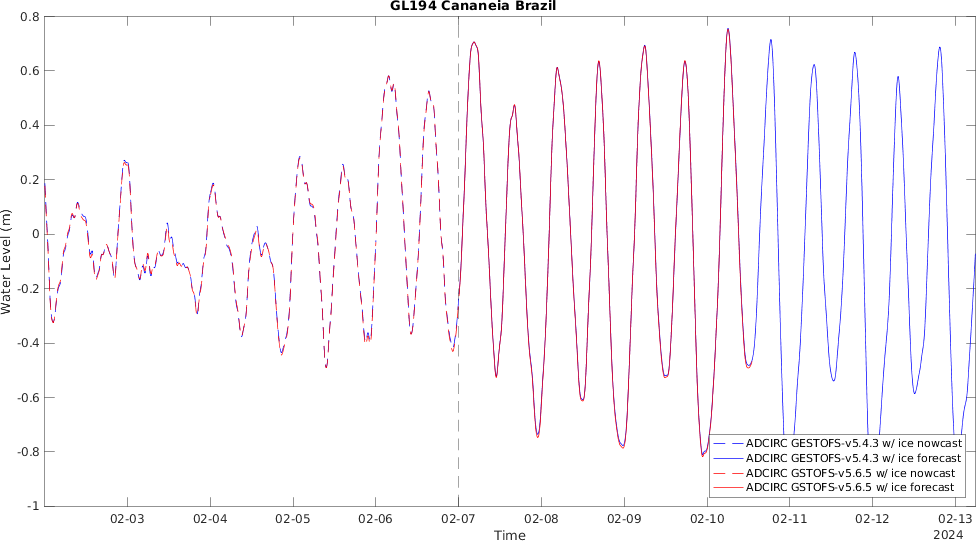 GL194 Cananeia Brazil
0.8
0.6
0.4
0.2
0
-0.2
-0.4
-0.6
-0.8
-1
Water Level (m)
ADCIRC GESTOFS-v5.4.3 w/ ice nowcast
ADCIRC GESTOFS-v5.4.3 w/ ice forecast
ADCIRC GSTOFS-v5.6.5 w/ ice nowcast
ADCIRC GSTOFS-v5.6.5 w/ ice forecast
02-03 02-04 02-05 02-06 02-07 02-08 02-09 02-10 02-11 02-12 02-13
Time
2024